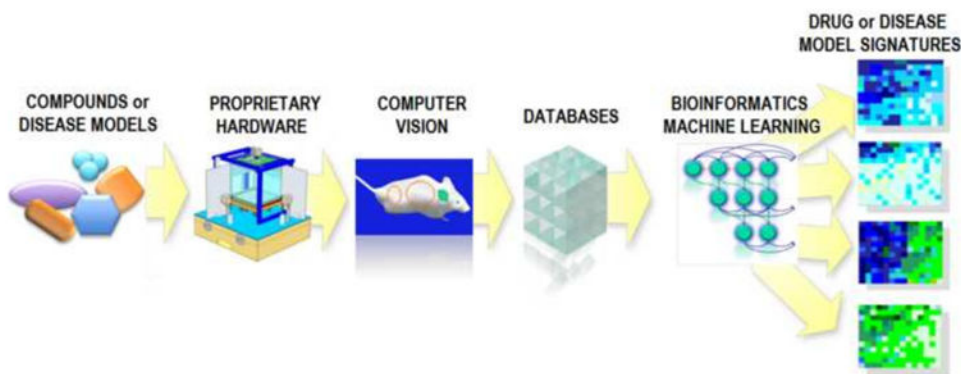 COMPOUNDS or
DISEASE MODELS
PROPRIETARY
HARDWARE
COMPUTER
VISION
DATABASES
BIOINFORMATICS
MACHINE LEARNING
DRUG or DISEASE
MODEL SIGNATURES